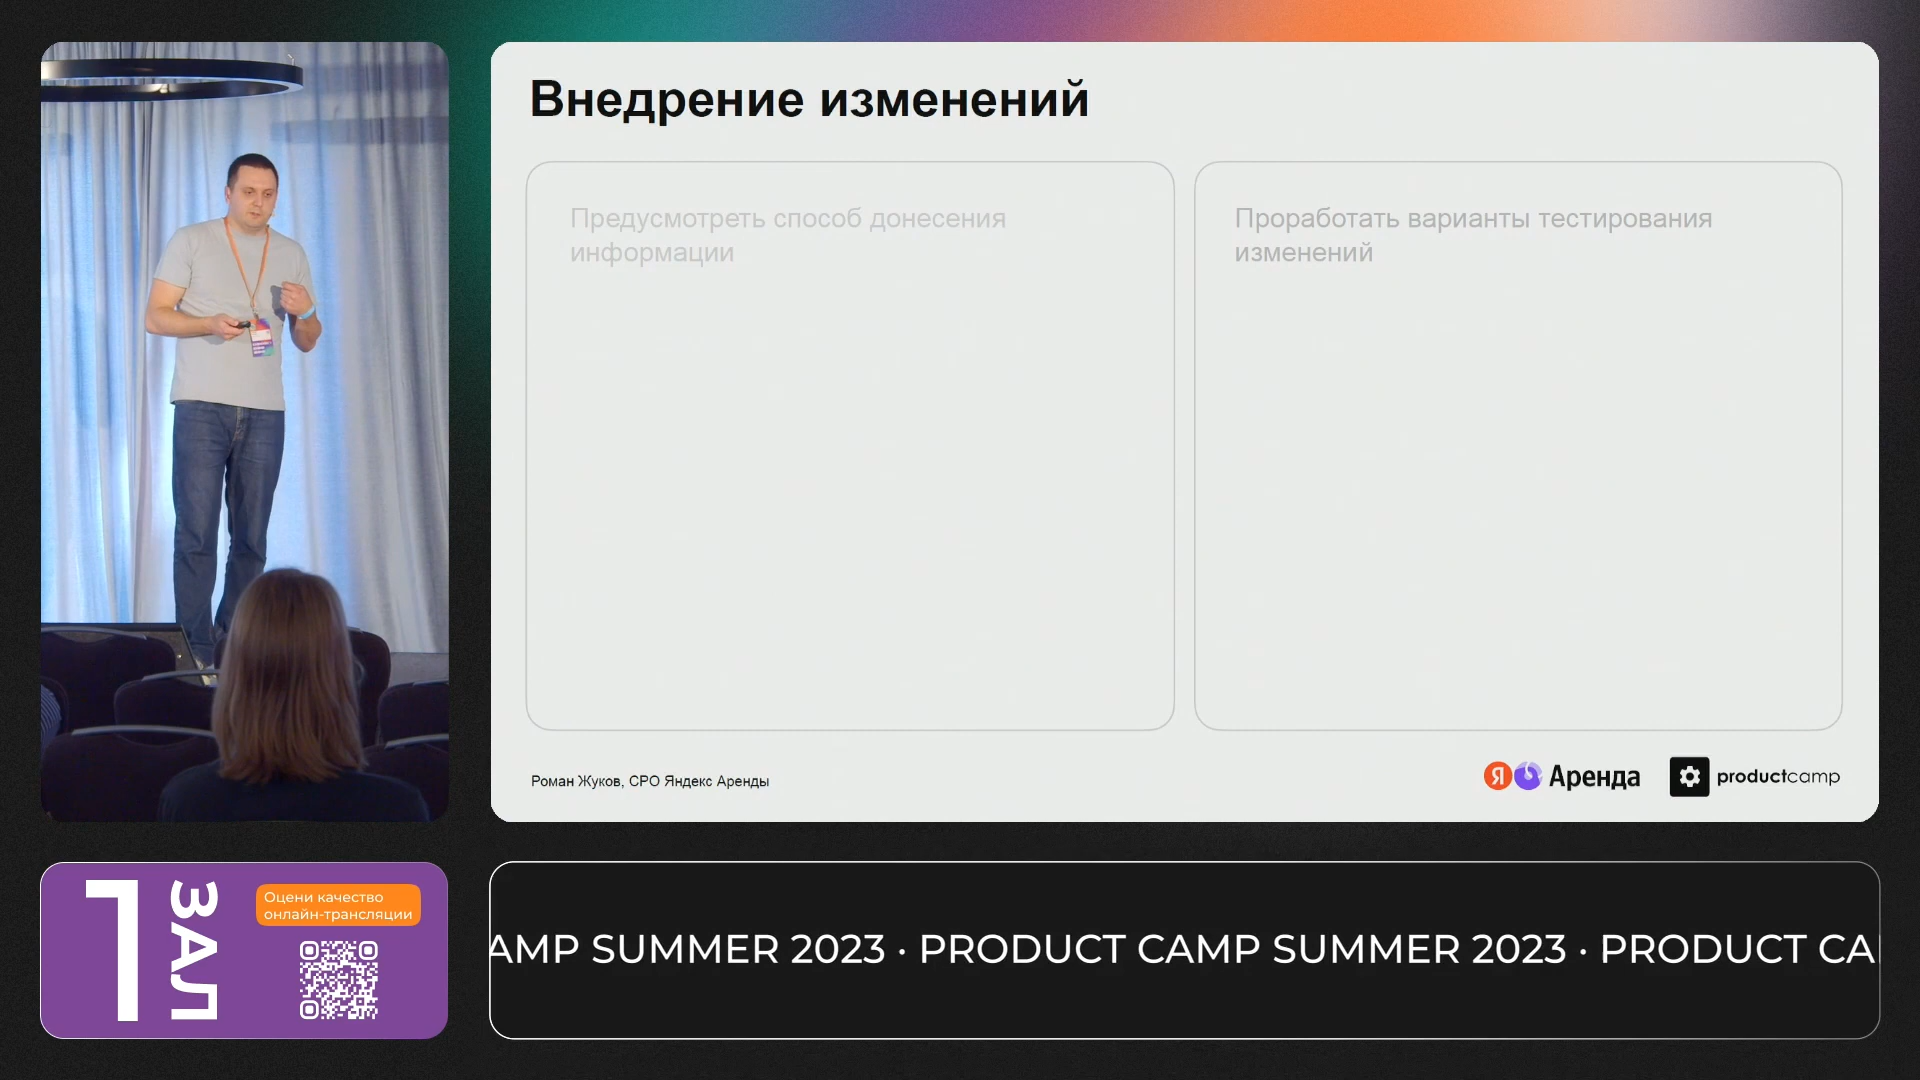 Внедрение изменений
Предусмотреть способ донесения
информации
Проработать варианты тестирования
изменений
Роман Жуков, CPO Яндекс Аренды
Я Аренда
productcamp
1 ЗАЛ
Оцени качество
онлайн-трансляции
AMP SUMMER 2023 · PRODUCT CAMP SUMMER 2023 · PRODUCT CA